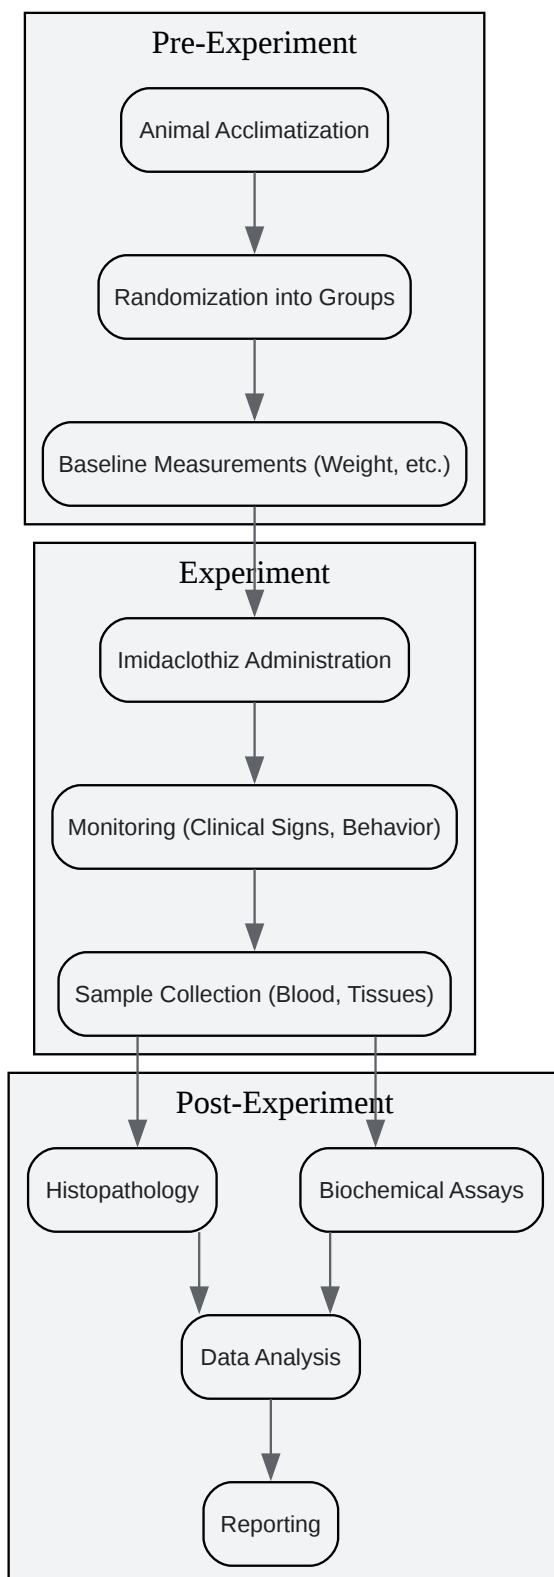 Pre-Experiment
Animal Acclimatization
Randomization into Groups
Baseline Measurements (Weight, etc.)
Experiment
Imidaclothiz Administration
Monitoring (Clinical Signs, Behavior)
Sample Collection (Blood, Tissues)
Post-Experiment
Histopathology
Biochemical Assays
Data Analysis
Reporting